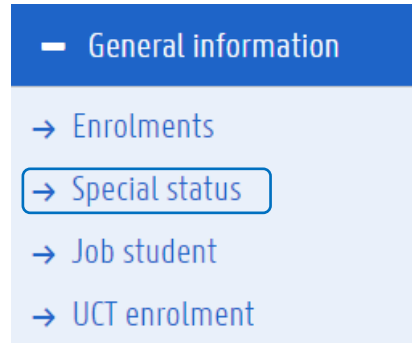 General information
Enrolments
Special status
Job student
UCT enrolment